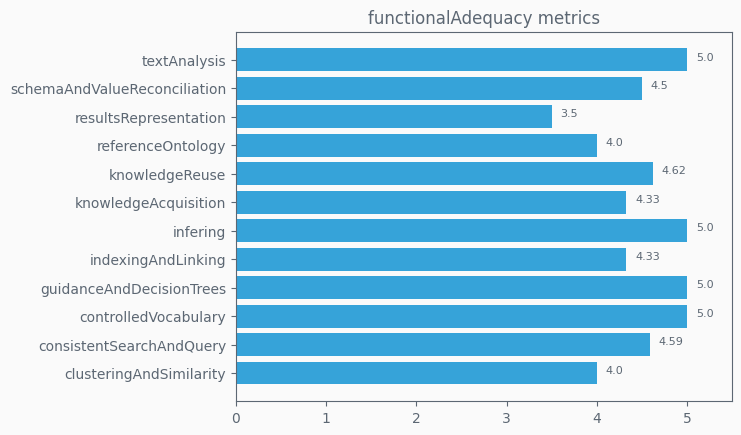 functionalAdequacy metrics
textAnalysis 5.0
schemaAndValueReconciliation 4.5
resultsRepresentation 3.5
referenceOntology 4.0
knowledgeReuse 4.62
knowledgeAcquisition 4.33
infering 5.0
indexingAndLinking 4.33
guidanceAndDecisionTrees 5.0
controlledVocabulary 5.0
consistentSearchAndQuery 4.59
clusteringAndSimilarity 4.0
0 1 2 3 4 5